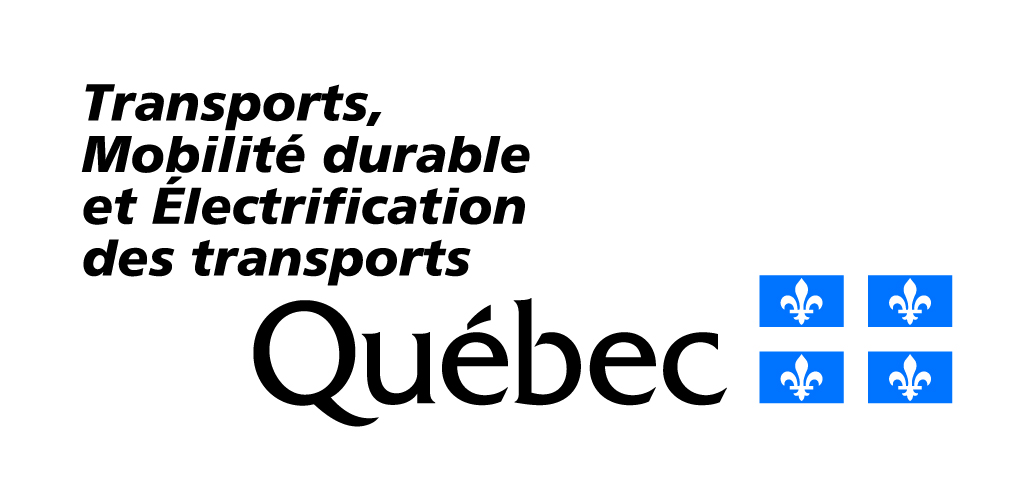 Transports,
Mobilité durable
et Électrification
des transports
Québec